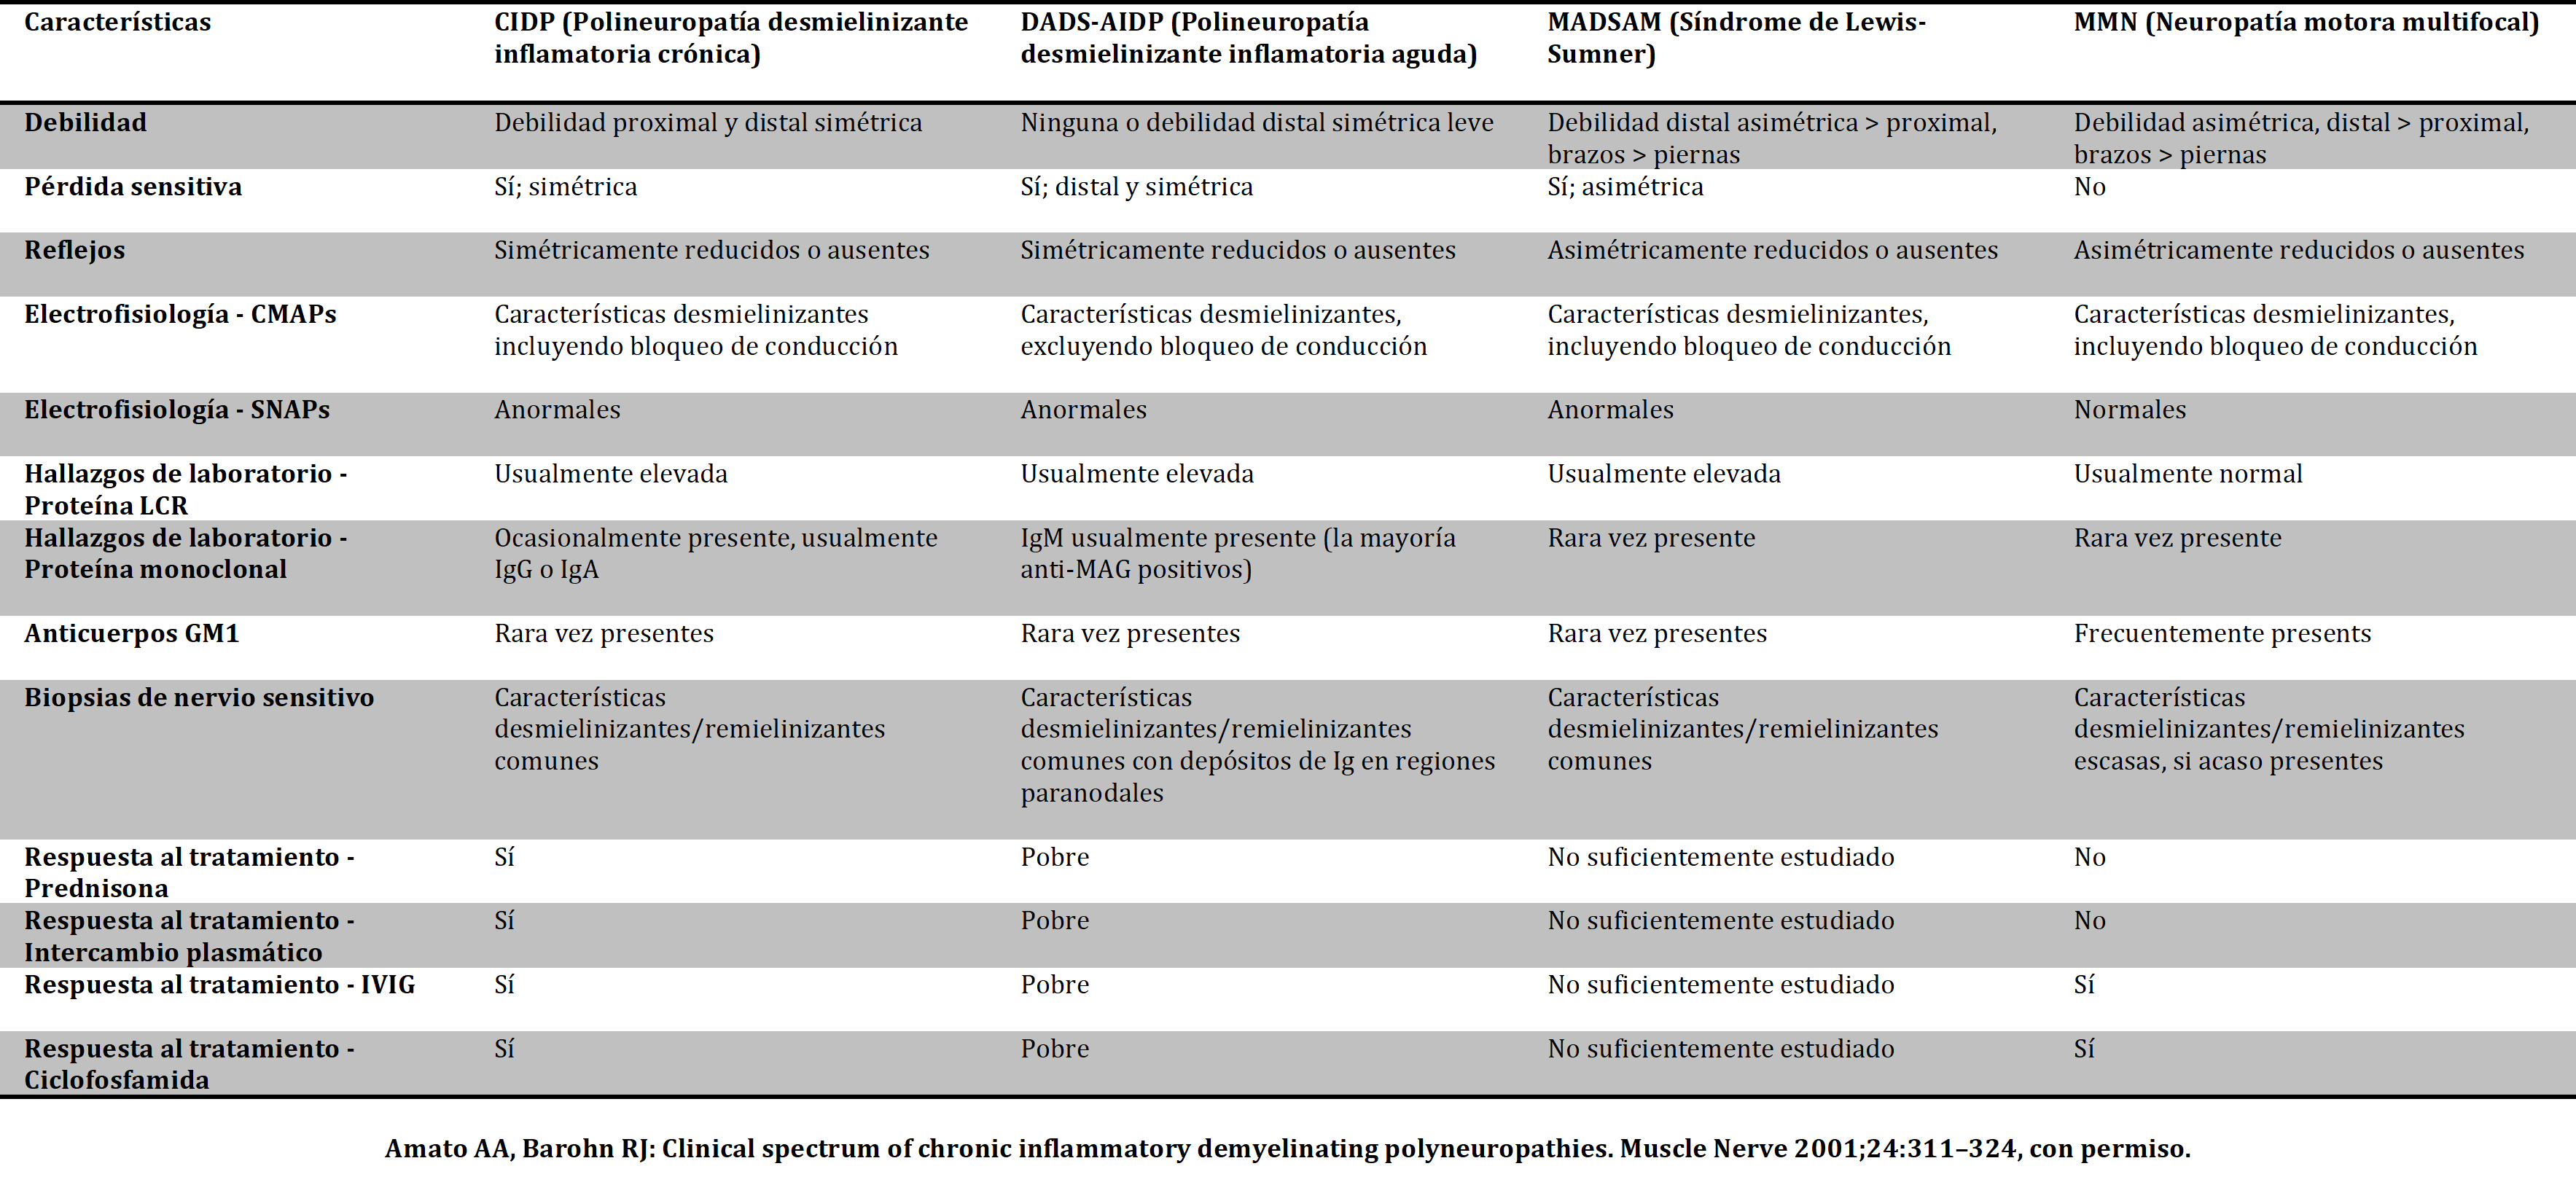 Características
CIDP (Polineuropatía desmielinizante
inflamatoria crónica)
DADS-AIDP (Polineuropatía
desmielinizante inflamatoria aguda)
MADSAM (Síndrome de Lewis-
Sumner)
MMN (Neuropatía motora multifocal)
Debilidad
Debilidad proximal y distal simétrica
Ninguna o debilidad distal simétrica leve
Debilidad distal asimétrica > proximal,
brazos > piernas
Debilidad asimétrica, distal > proximal,
brazos > piernas
Pérdida sensitiva
Sí; simétrica
Sí; distal y simétrica
Sí; asimétrica
No
Reflejos
Simétricamente reducidos o ausentes
Simétricamente reducidos o ausentes
Asimétricamente reducidos o ausentes
Asimétricamente reducidos o ausentes
Electrofisiología - CMAPs
Características desmielinizantes
incluyendo bloqueo de conducción
Características desmielinizantes,
excluyendo bloqueo de conducción
Características desmielinizantes,
incluyendo bloqueo de conducción
Características desmielinizantes,
incluyendo bloqueo de conducción
Electrofisiología - SNAPs
Anormales
Anormales
Anormales
Normales
Hallazgos de laboratorio -
Proteína LCR
Usualmente elevada
Usualmente elevada
Usualmente elevada
Usualmente normal
Hallazgos de laboratorio -
Proteína monoclonal
Ocasionalmente presente, usualmente
IgG o IgA
IgM usualmente presente (la mayoría
anti-MAG positivos)
Rara vez presente
Rara vez presente
Anticuerpos GM1
Rara vez presentes
Rara vez presentes
Rara vez presentes
Frecuentemente presents
Biopsias de nervio sensitivo
Características
desmielinizantes/remielinizantes
comunes
Características
desmielinizantes/remielinizantes
comunes con depósitos de Ig en regiones
paranodales
Características
desmielinizantes/remielinizantes
comunes
Características
desmielinizantes/remielinizantes
escasas, si acaso presentes
Respuesta al tratamiento -
Prednisona
Sí
Pobre
No suficientemente estudiado
No
Respuesta al tratamiento -
Intercambio plasmático
Sí
Pobre
No suficientemente estudiado
No
Respuesta al tratamiento - IVIG
Sí
Pobre
No suficientemente estudiado
Sí
Respuesta al tratamiento -
Ciclofosfamida
Sí
Pobre
No suficientemente estudiado
Sí
Amato AA, Barohn RJ: Clinical spectrum of chronic inflammatory demyelinating polyneuropathies. Muscle Nerve 2001;24:311–324, con permiso.